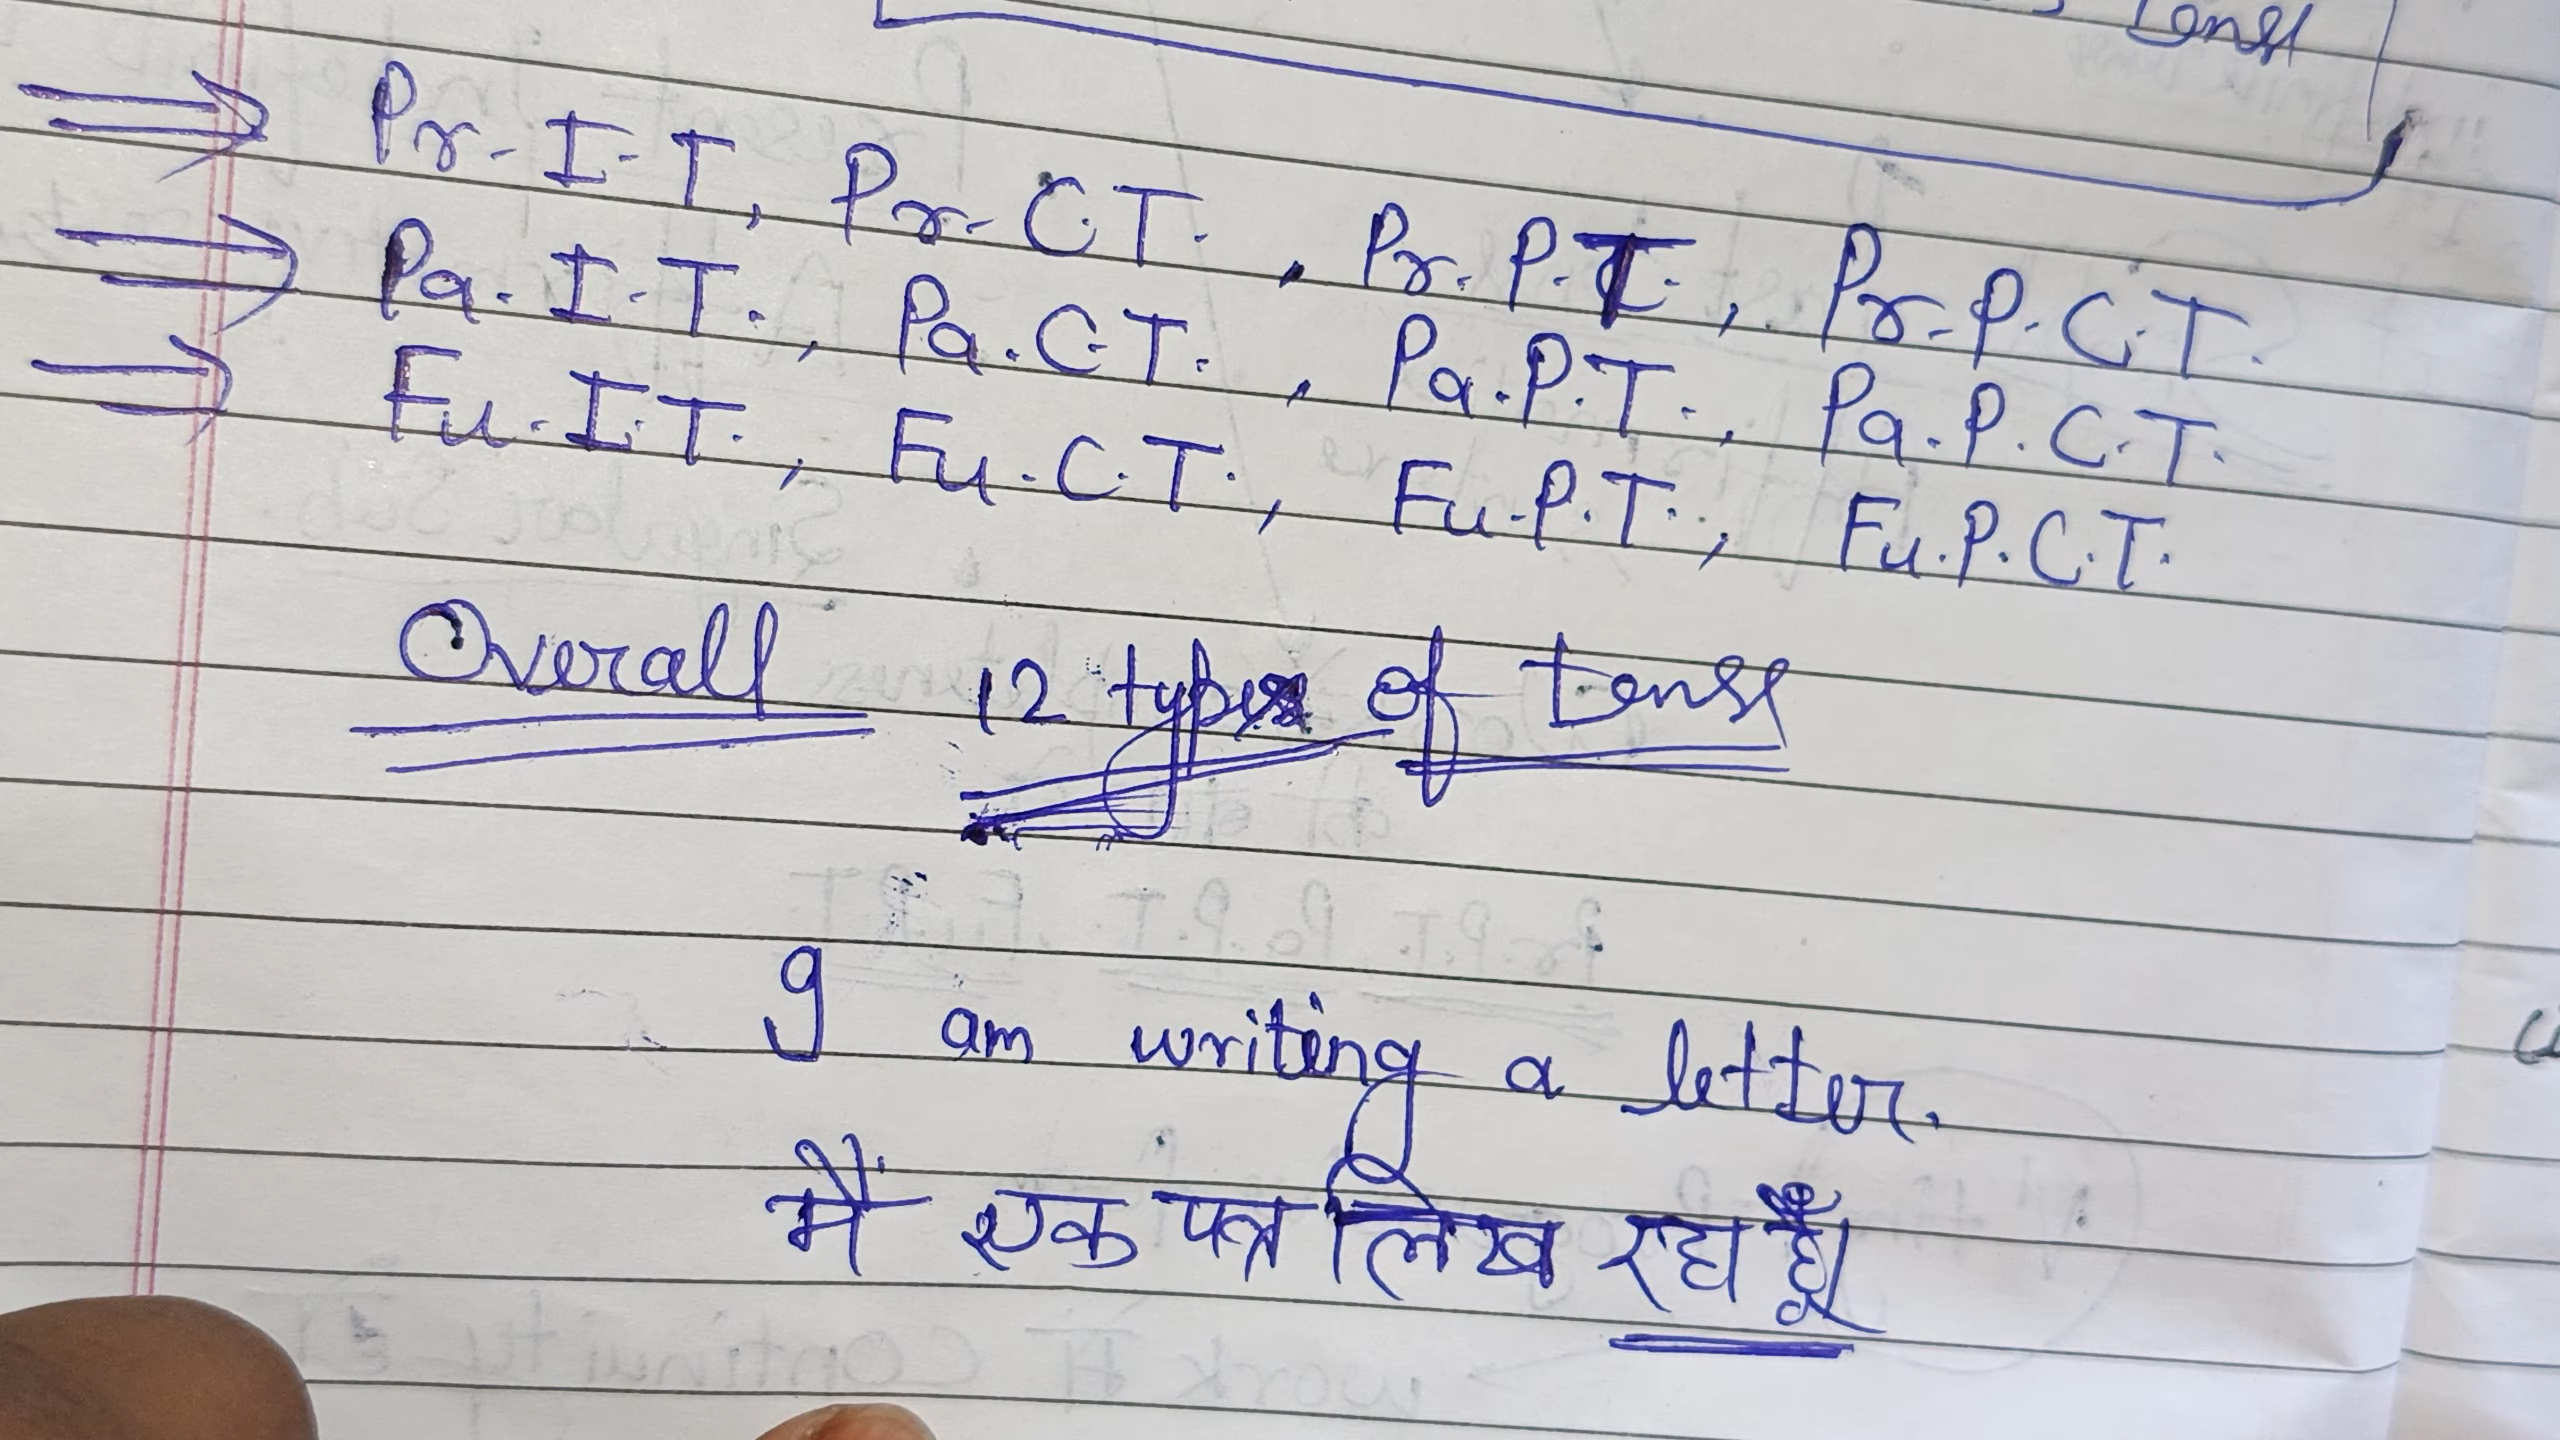 Tense
Pr. I. T, Pr. C.T., Pr. P.T., Pr. P. C. T.
Pa. I. T., Pa. C. T., Pa. P. T., Pa. P. C. T.
Fu. I. T., Fu. C. T., Fu. P. T., Fu. P. C. T.
Overall 12 types of tense
I am writing a letter.
मैं एक पत्र लिख रहा हूँ